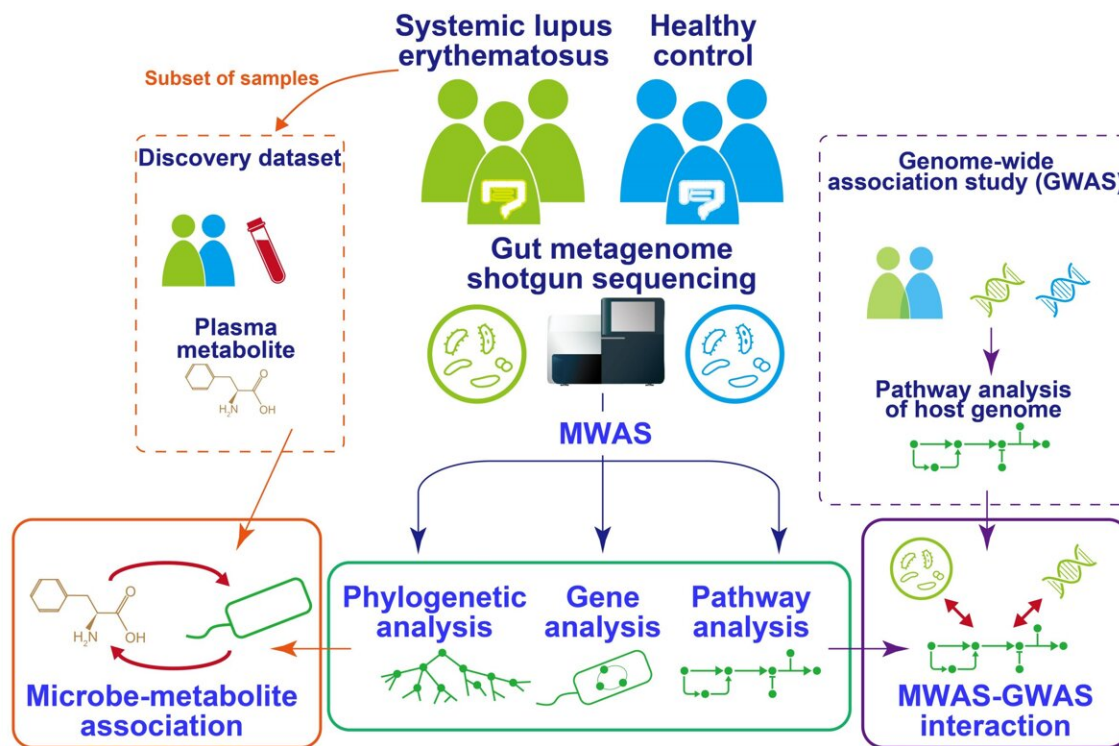 Systemic lupus
erythematosus
Healthy
control
Subset of samples
Discovery dataset
Plasma
metabolite
NH₂
O
OH
Gut metagenome
shotgun sequencing
MWAS
Genome-wide
association study (GWAS)
Pathway analysis
of host genome
O
NH₂
OH
Microbe-metabolite
association
Phylogenetic
analysis
Gene
analysis
Pathway
analysis
MWAS-GWAS
interaction